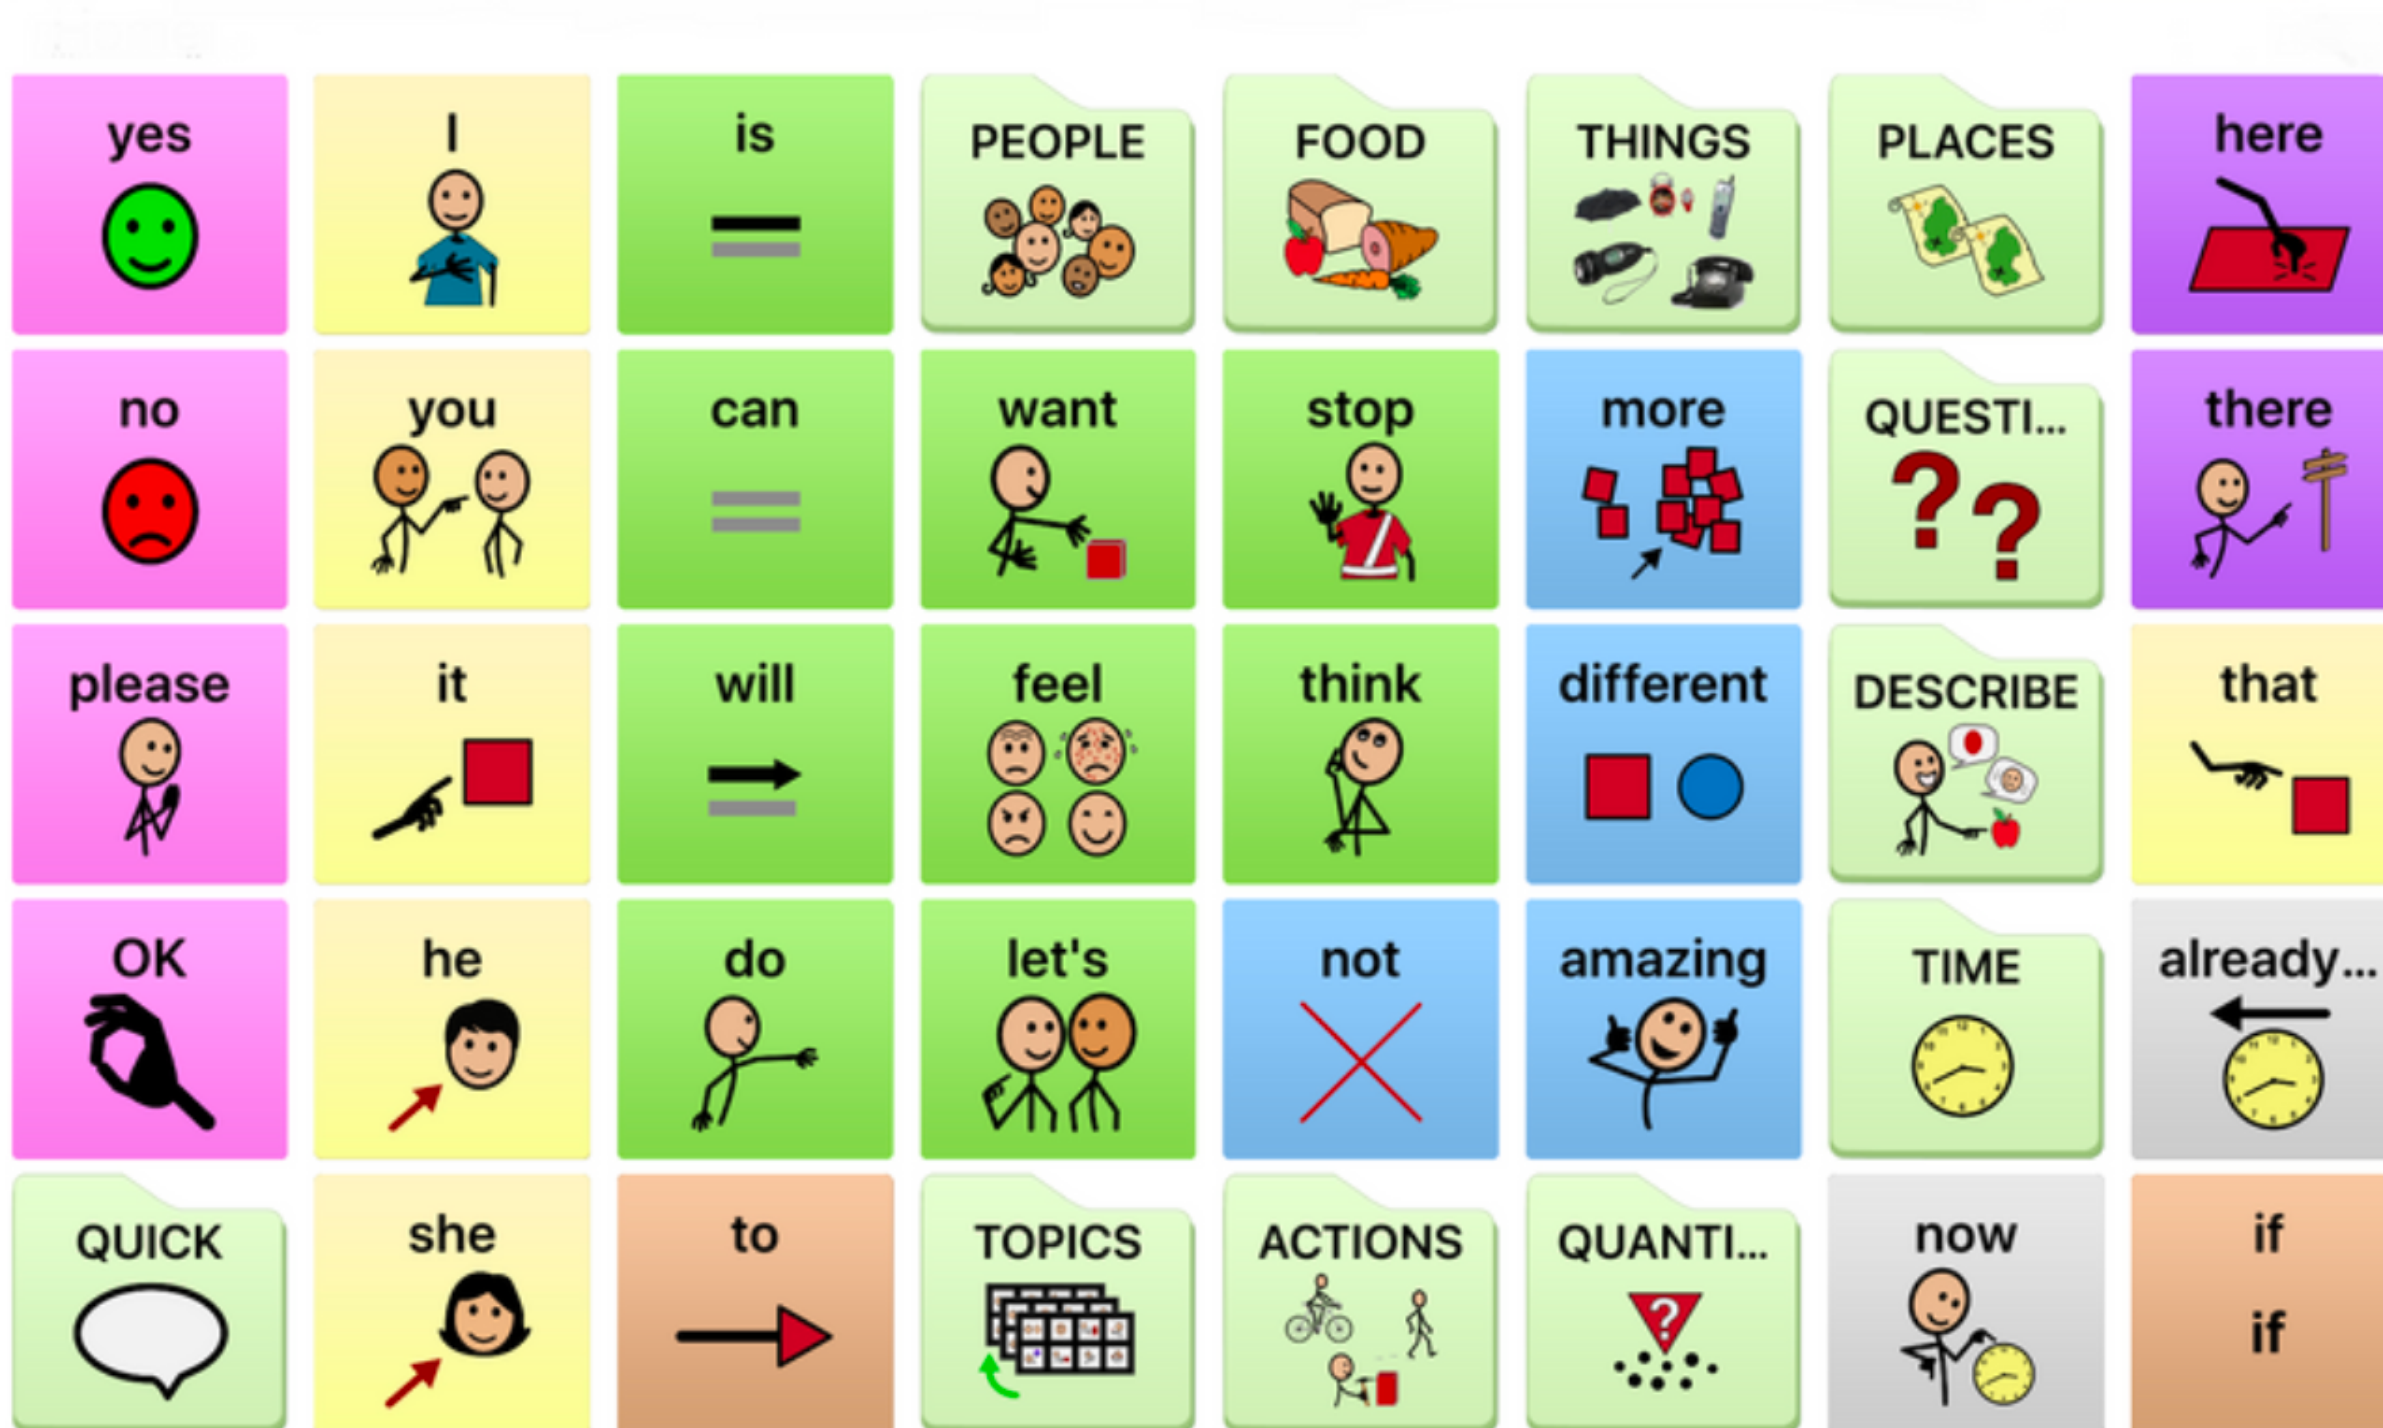 yes
I
is
PEOPLE
FOOD
THINGS
PLACES
here
no
you
can
want
stop
more
QUESTI...
there
please
it
will
feel
think
different
DESCRIBE
that
OK
he
do
let's
not
amazing
TIME
already...
QUICK
she
to
TOPICS
ACTIONS
QUANTI...
now
if
if